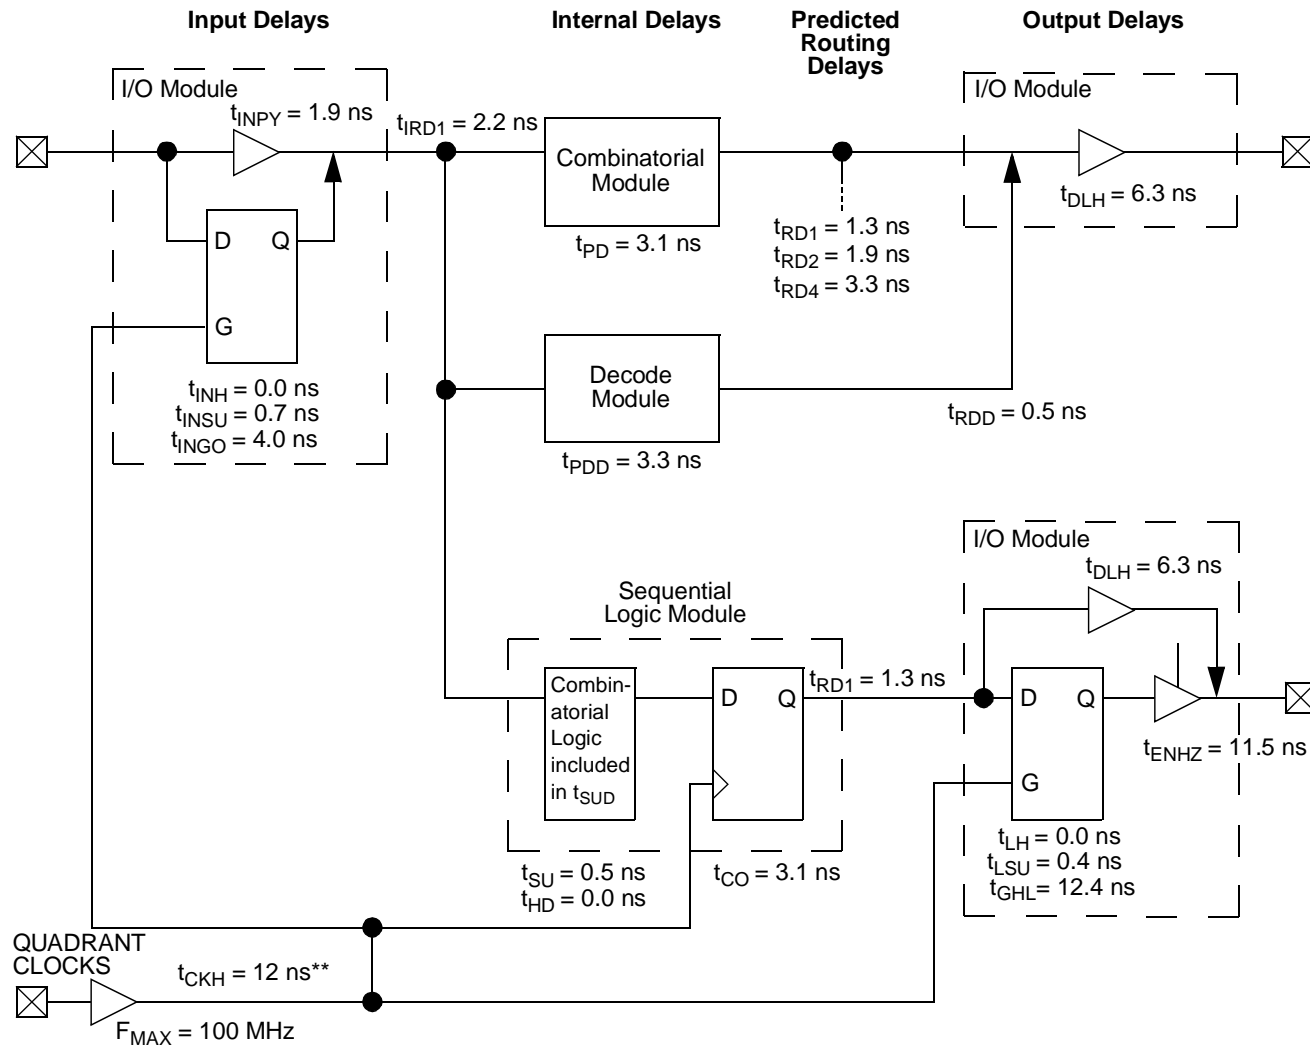 Input Delays
Internal Delays
Predicted
Routing
Delays
Output Delays
I/O Module
tINPY = 1.9 ns
tIRD1 = 2.2 ns
D Q
G
tINH = 0.0 ns
tINSU = 0.7 ns
tINGO = 4.0 ns
Combinatorial
Module
tPD = 3.1 ns
tRD1 = 1.3 ns
tRD2 = 1.9 ns
tRD4 = 3.3 ns
I/O Module
tDLH = 6.3 ns
Decode
Module
tPDD = 3.3 ns
tRDD = 0.5 ns
Sequential
Logic Module
Combin-
atorial
Logic
included
in tSUD
D Q
tSU = 0.5 ns
tHD = 0.0 ns
tCO = 3.1 ns
tRD1 = 1.3 ns
I/O Module
tDLH = 6.3 ns
D Q
G
tENHZ = 11.5 ns
tLH = 0.0 ns
tLSU = 0.4 ns
tGHL= 12.4 ns
QUADRANT
CLOCKS
tCKH = 12 ns**
FMAX = 100 MHz